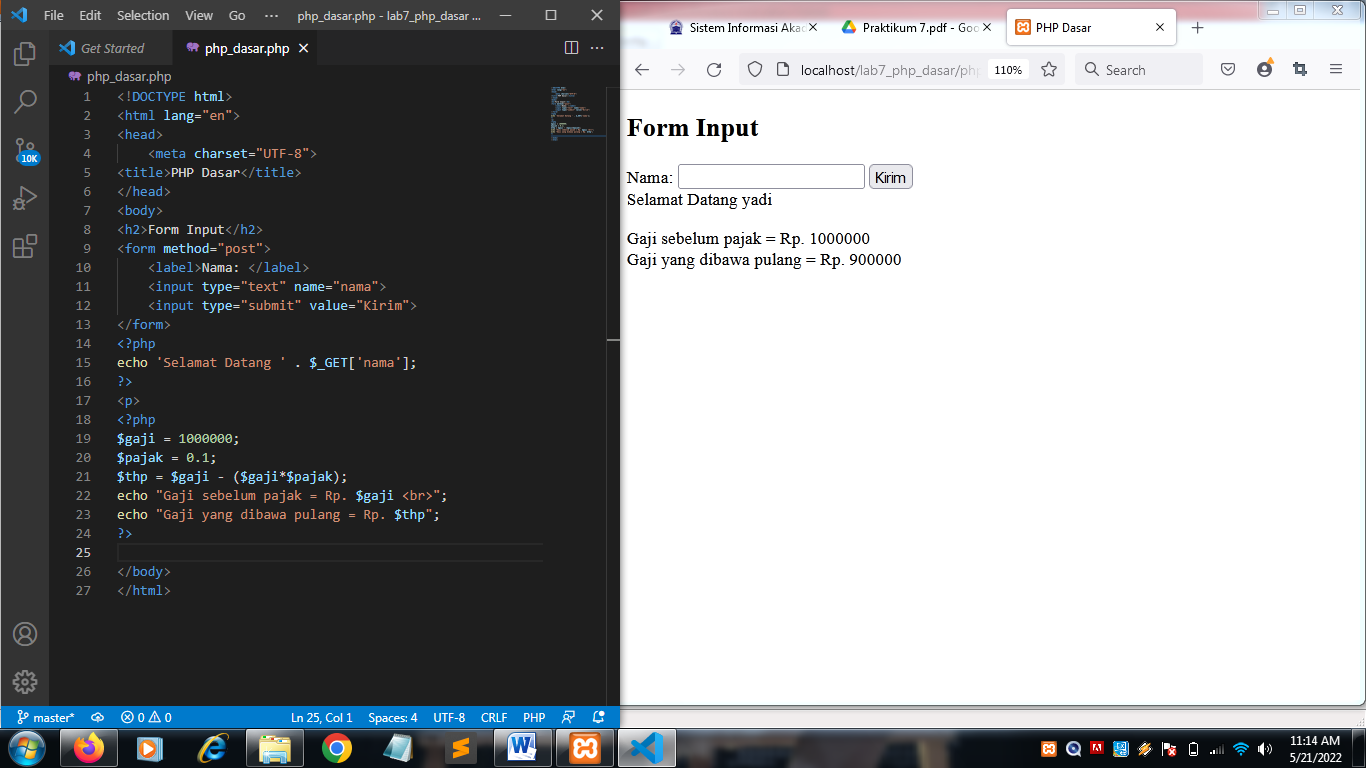 File Edit Selection View Go ··· php_dasar.php - lab7_php_dasar ...
Get Started php_dasar.php
php_dasar.php
1 <!DOCTYPE html>
2 <html lang="en">
3 <head>
4 <meta charset="UTF-8">
5 <title>PHP Dasar</title>
6 </head>
7 <body>
8 <h2>Form Input</h2>
9 <form method="post">
10 <label>Nama: </label>
11 <input type="text" name="nama">
12 <input type="submit" value="Kirim">
13 </form>
14 <?php
15 echo 'Selamat Datang ' . $_GET['nama'];
16 ?>
17 <p>
18 <?php
19 $gaji = 1000000;
20 $pajak = 0.1;
21 $thp = $gaji - ($gaji*$pajak);
22 echo "Gaji sebelum pajak = Rp. $gaji <br>";
23 echo "Gaji yang dibawa pulang = Rp. $thp";
24 ?>
25
26 </body>
27 </html>
10K
master* 0 0 Ln 25, Col 1 Spaces: 4 UTF-8 CRLF PHP
Sistem Informasi Akad Praktikum 7.pdf - Goo PHP Dasar
localhost/lab7_php_dasar/php 110% Search
Form Input
Nama: Kirim
Selamat Datang yadi
Gaji sebelum pajak = Rp. 1000000
Gaji yang dibawa pulang = Rp. 900000
11:14 AM
5/21/2022